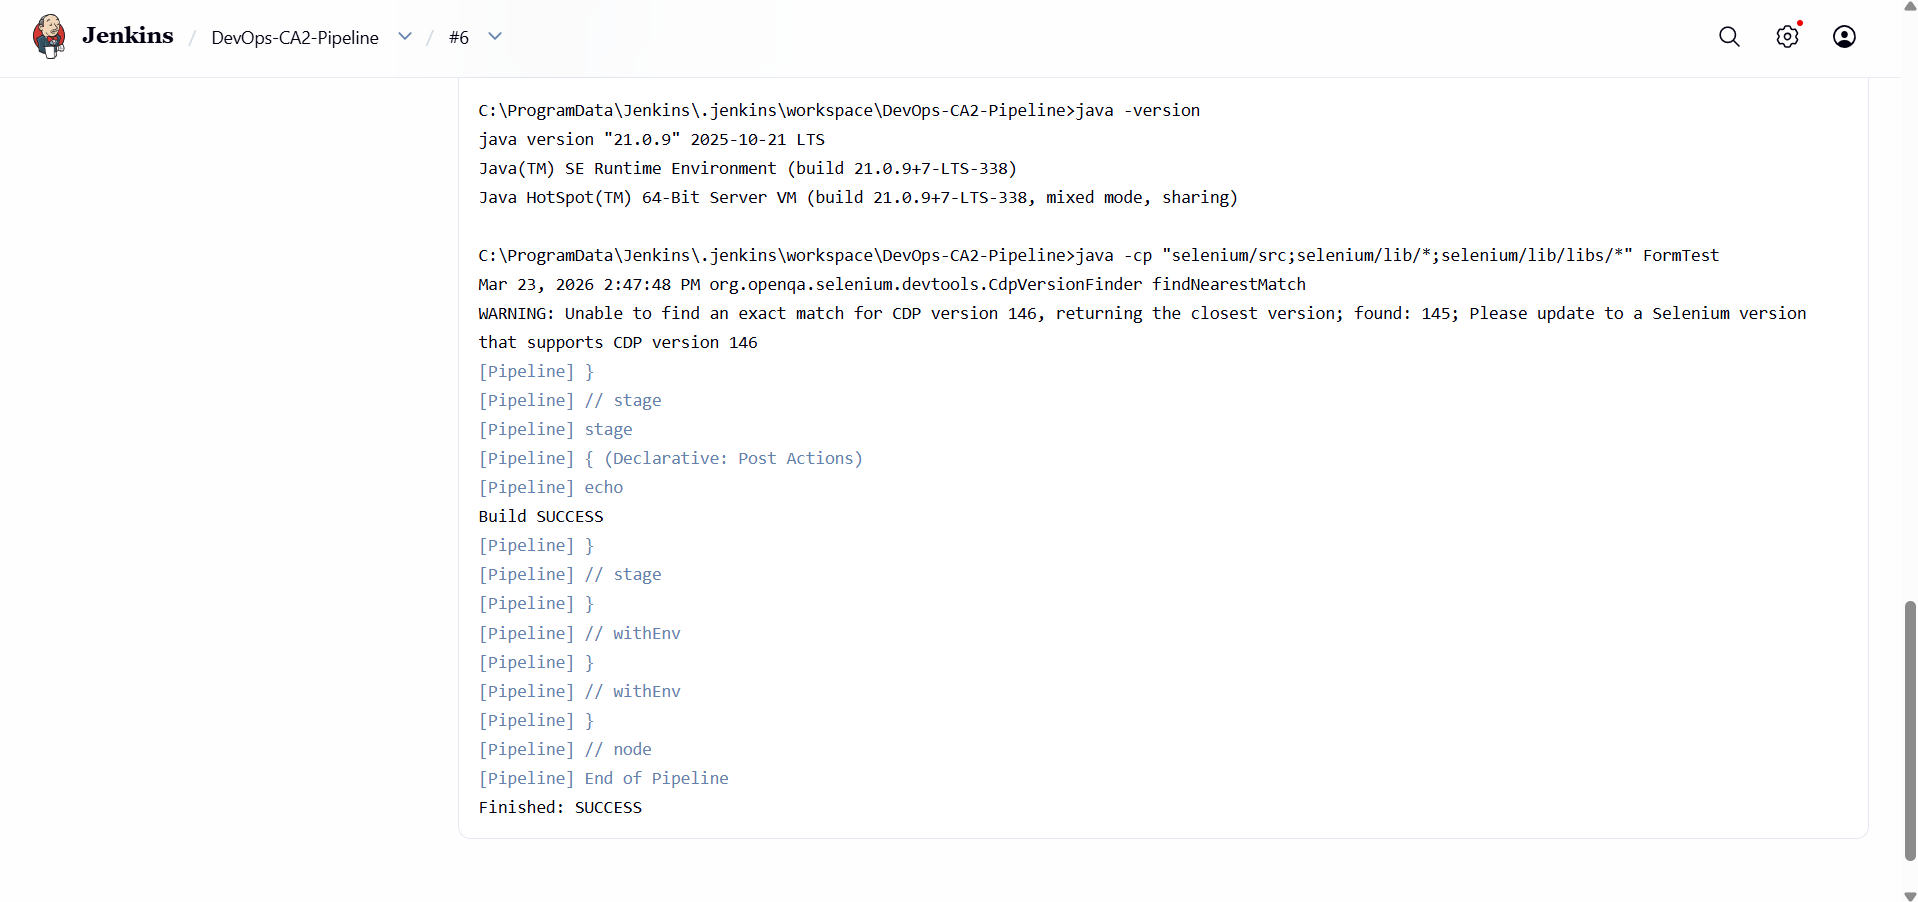 Jenkins / DevOps-CA2-Pipeline / #6
C:\ProgramData\Jenkins\.jenkins\workspace\DevOps-CA2-Pipeline>java -version
java version "21.0.9" 2025-10-21 LTS
Java(TM) SE Runtime Environment (build 21.0.9+7-LTS-338)
Java HotSpot(TM) 64-Bit Server VM (build 21.0.9+7-LTS-338, mixed mode, sharing)
C:\ProgramData\Jenkins\.jenkins\workspace\DevOps-CA2-Pipeline>java -cp "selenium/src;selenium/lib/*;selenium/lib/libs/*" FormTest
Mar 23, 2026 2:47:48 PM org.openqa.selenium.devtools.CdpVersionFinder findNearestMatch
WARNING: Unable to find an exact match for CDP version 146, returning the closest version; found: 145; Please update to a Selenium version
that supports CDP version 146
[Pipeline] }
[Pipeline] // stage
[Pipeline] stage
[Pipeline] { (Declarative: Post Actions)
[Pipeline] echo
Build SUCCESS
[Pipeline] }
[Pipeline] // stage
[Pipeline] }
[Pipeline] // withEnv
[Pipeline] }
[Pipeline] // withEnv
[Pipeline] }
[Pipeline] // node
[Pipeline] End of Pipeline
Finished: SUCCESS